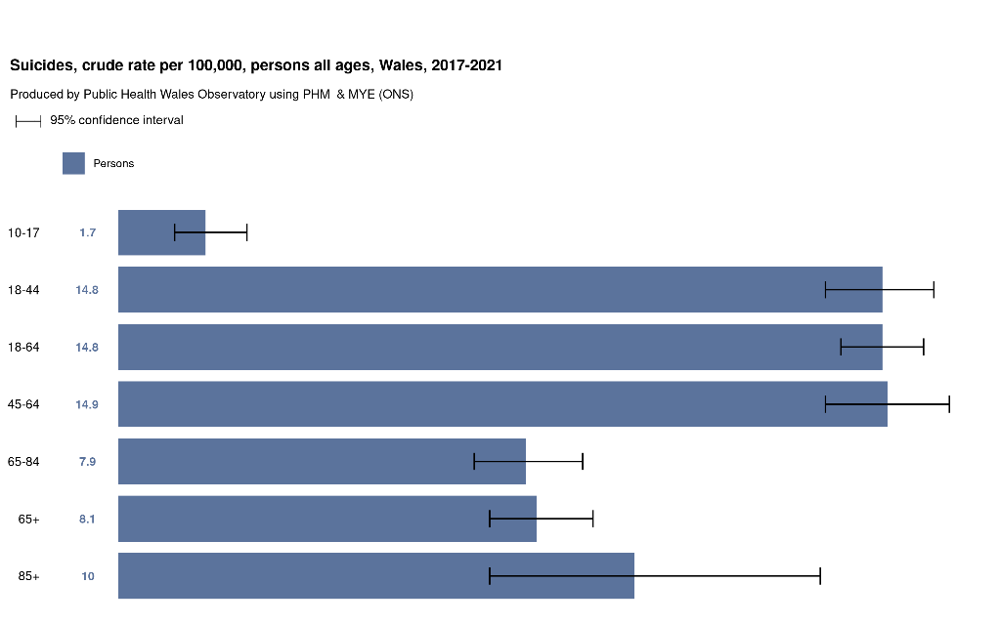 Suicides, crude rate per 100,000, persons all ages, Wales, 2017-2021
Produced by Public Health Wales Observatory using PHM & MYE (ONS)
95% confidence interval
Persons
10-17 1.7
18-44 14.8
18-64 14.8
45-64 14.9
65-84 7.9
65+ 8.1
85+ 10